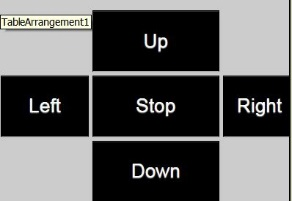 TableArrangement1
Up
Left Stop Right
Down